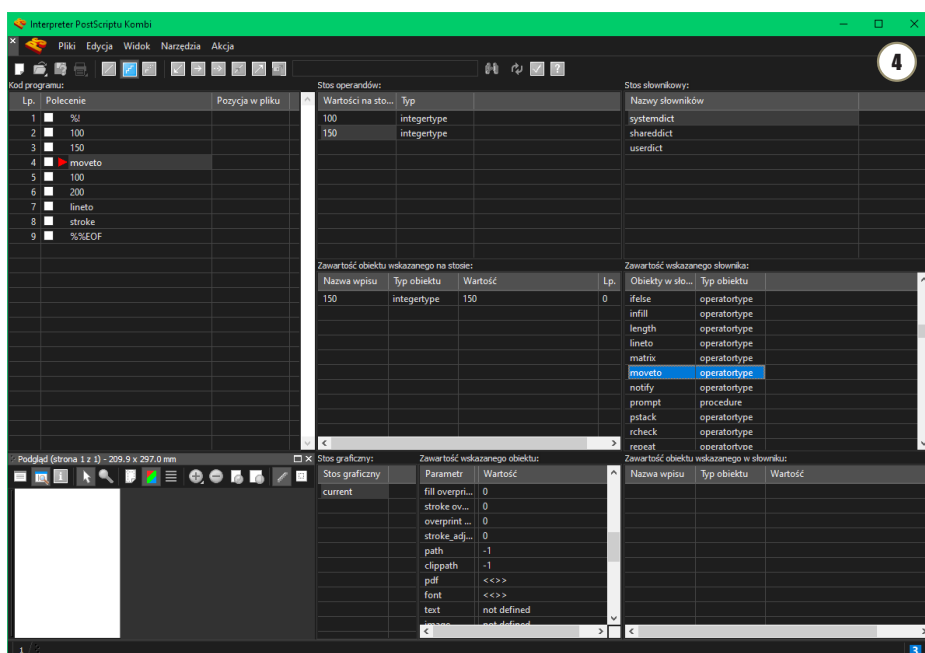 Interpreter PostScriptu Kombi
Pliki Edycja Widok Narzędzia Akcja
4
Kod programu:
Lp. Polecenie Pozycja w pliku
1 %!
2 100
3 150
4 moveto
5 100
6 200
7 lineto
8 stroke
9 %%EOF
Stos operandów:
Wartości na sto... Typ
100 integertype
150 integertype
Stos słownikowy:
Nazwy słowników
systemdict
shareddict
userdict
Zawartość obiektu wskazanego na stosie:
Nazwa wpisu Typ obiektu Wartość Lp.
150 integertype 150 0
Zawartość wskazanego słownika:
Obiekty w sło... Typ obiektu
ifelse operatortype
infill operatortype
length operatortype
lineto operatortype
matrix operatortype
moveto operatortype
notify operatortype
prompt procedure
pstack operatortype
rcheck operatortype
repeat operatortype
Podgląd (strona 1 z 1) - 209.9 x 297.0 mm
Stos graficzny:
Stos graficzny
current
Zawartość wskazanego obiektu:
Parametr Wartość
fill overpri... 0
stroke ov... 0
overprint ... 0
stroke_adj... 0
path -1
clippath -1
pdf <<>>
font <<>>
text not defined
image not defined
Zawartość obiektu wskazanego w słowniku:
Nazwa wpisu Typ obiektu Wartość
1
3